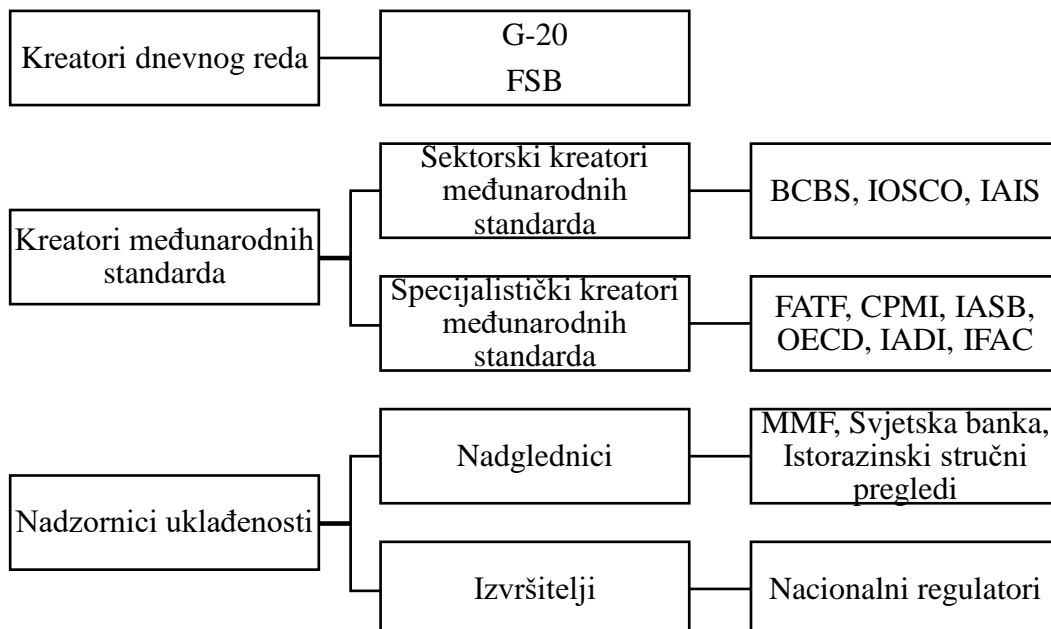 Kreatori dnevnog reda
G-20
FSB
Kreatori međunarodnih
standarda
Sektorski kreatori
međunarodnih
standarda
BCBS, IOSCO, IAIS
Specijalistički kreatori
međunarodnih
standarda
FATF, CPMI, IASB,
OECD, IADI, IFAC
Nadzornici uklađenosti
Nadglednici
MMF, Svjetska banka,
Istorazinski stručni
pregledi
Izvršitelji
Nacionalni regulatori